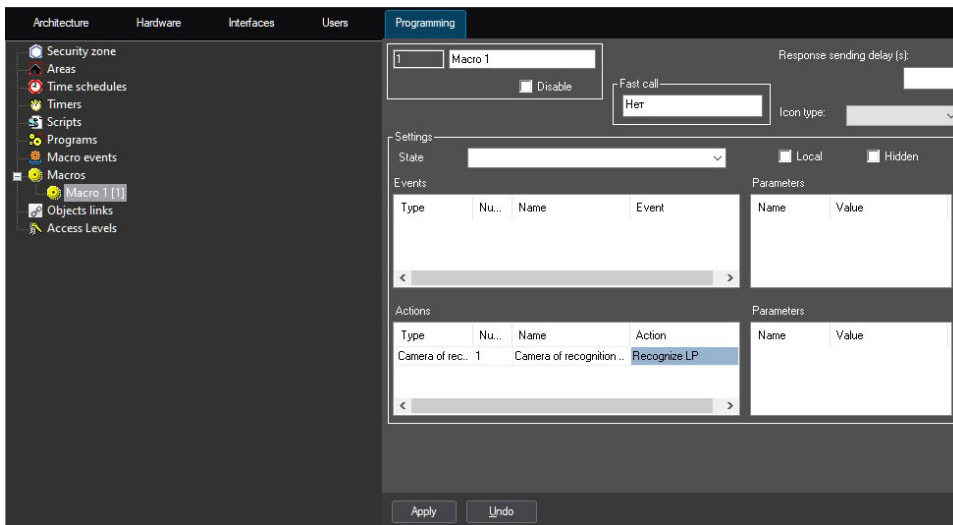 Architecture Hardware Interfaces Users Programming
Security zone
Areas
Time schedules
Timers
Scripts
Programs
Macro events
Macros
Macro 1 [1]
Objects links
Access Levels
1 Macro 1
Disable
Fast call
Нет
Response sending delay (s):
Icon type:
Settings
State
Local Hidden
Events
Type Nu... Name Event
Parameters
Name Value
Actions
Type Nu... Name Action
Camera of rec.. 1 Camera of recognition .. Recognize LP
Parameters
Name Value
Apply Undo